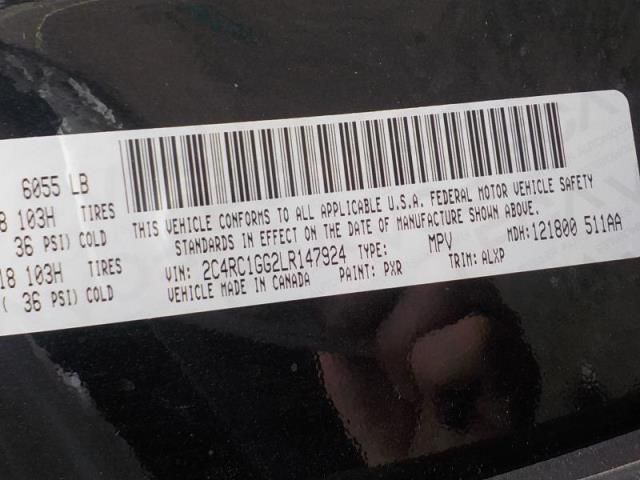 6055 LB
8 103H TIRES
36 PSI) COLD
18 103H TIRES
( 36 PSI) COLD
THIS VEHICLE CONFORMS TO ALL APPLICABLE U.S.A. FEDERAL MOTOR VEHICLE SAFETY
STANDARDS IN EFFECT ON THE DATE OF MANUFACTURE SHOWN ABOVE.
VIN: 2C4RC1GG2LR147924 TYPE: MPV MDH: 121800 511AA
VEHICLE MADE IN CANADA PAINT: PXR TRIM: ALXP